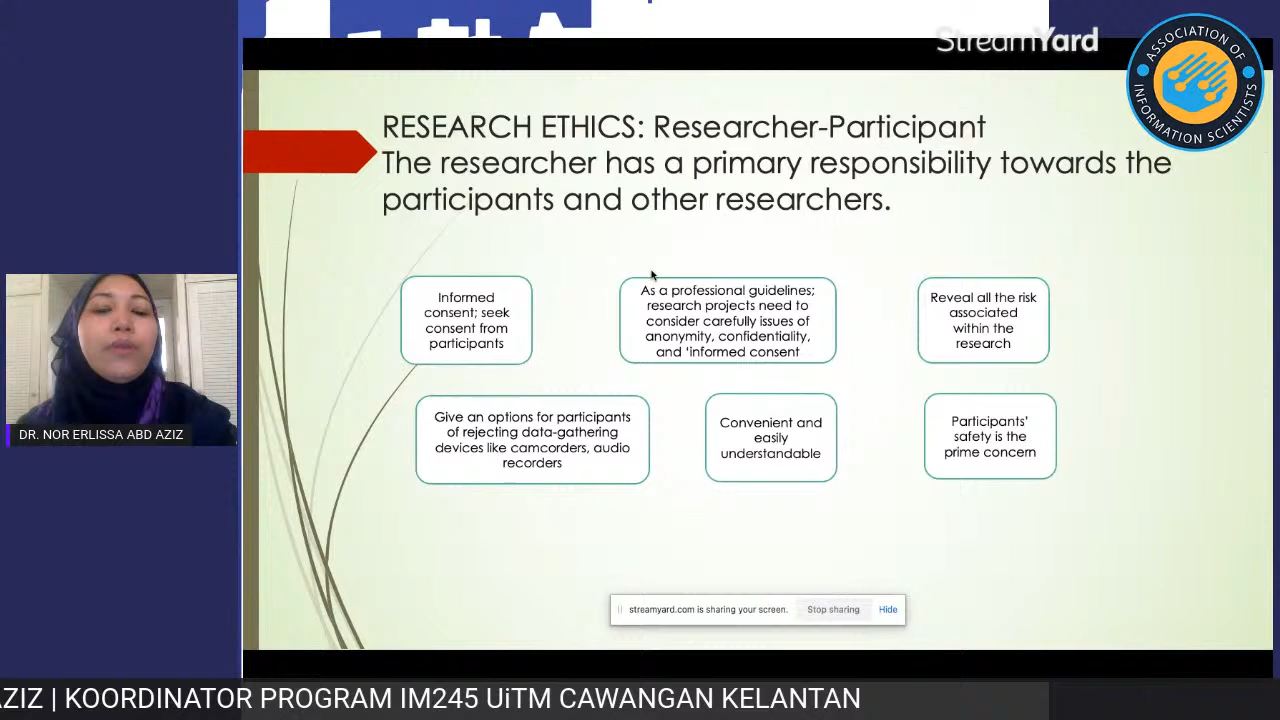 StreamYard
ASSOCIATION OF
INFORMATION SCIENTISTS
RESEARCH ETHICS: Researcher-Participant
The researcher has a primary responsibility towards the
participants and other researchers.
Informed
consent; seek
consent from
participants
As a professional guidelines;
research projects need to
consider carefully issues of
anonymity, confidentiality,
and ‘informed consent
Reveal all the risk
associated
within the
research
Give an options for participants
of rejecting data-gathering
devices like camcorders, audio
recorders
Convenient and
easily
understandable
Participants’
safety is the
prime concern
DR. NOR ERLISSA ABD AZIZ
streamyard.com is sharing your screen.
Stop sharing
Hide
AZIZ | KOORDINATOR PROGRAM IM245 UiTM CAWANGAN KELANTAN